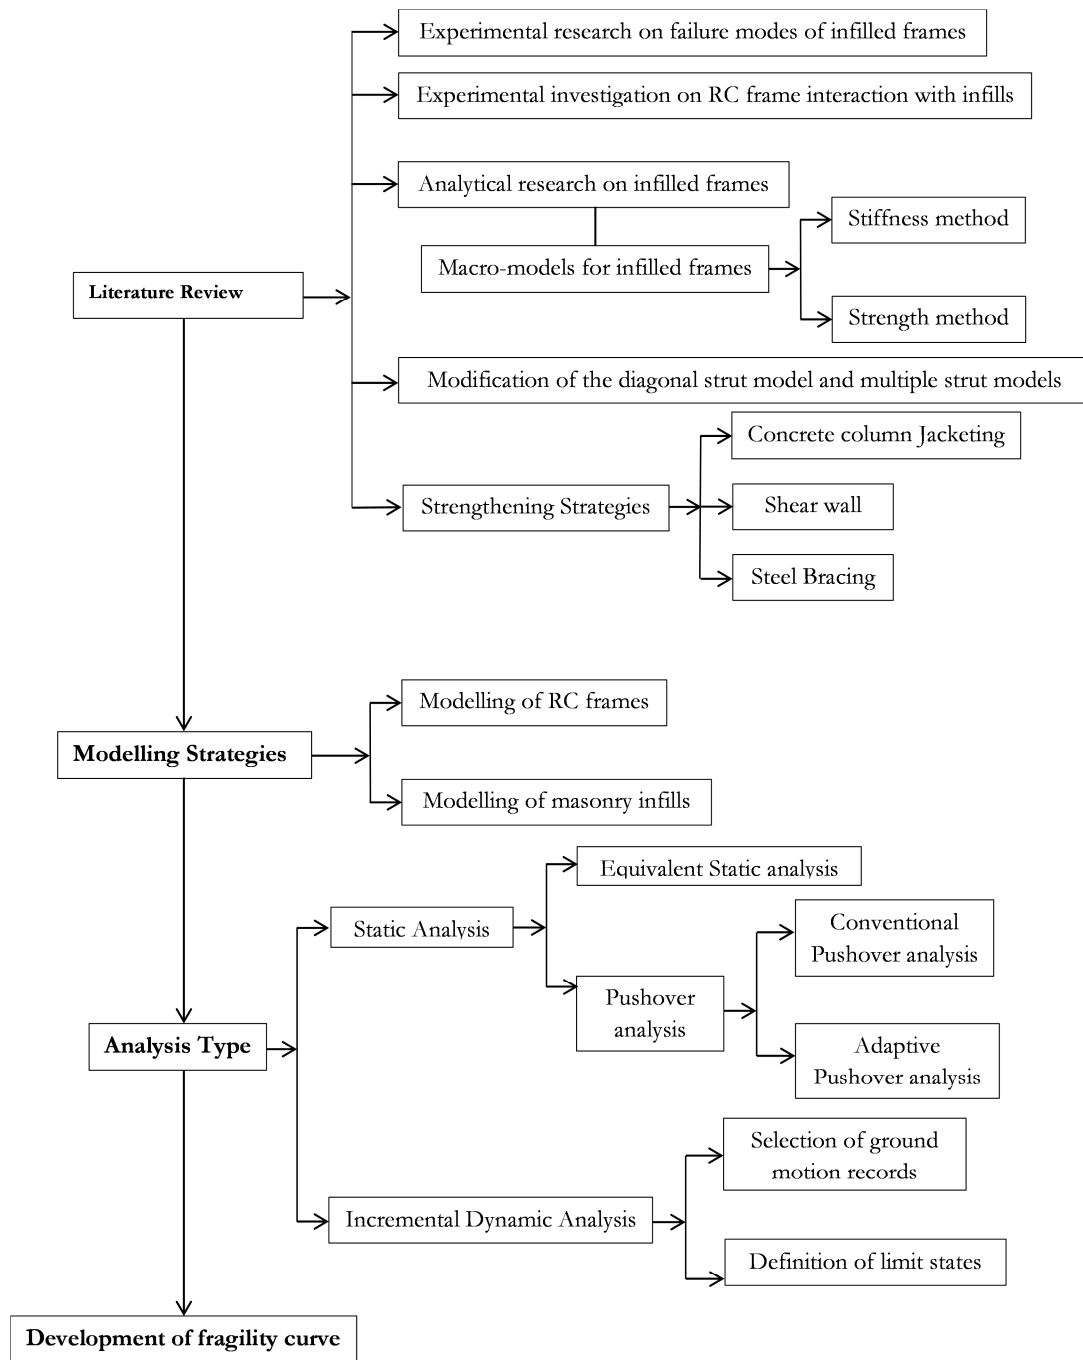 Experimental research on failure modes of infilled frames
Experimental investigation on RC frame interaction with infills
Analytical research on infilled frames
Stiffness method
Macro-models for infilled frames
Literature Review
Strength method
Modification of the diagonal strut model and multiple strut models
Concrete column Jacketing
Strengthening Strategies
Shear wall
Steel Bracing
Modelling of RC frames
Modelling Strategies
Modelling of masonry infills
Equivalent Static analysis
Static Analysis
Conventional
Pushover analysis
Pushover
analysis
Analysis Type
Adaptive
Pushover analysis
Selection of ground
motion records
Incremental Dynamic Analysis
Definition of limit states
Development of fragility curve